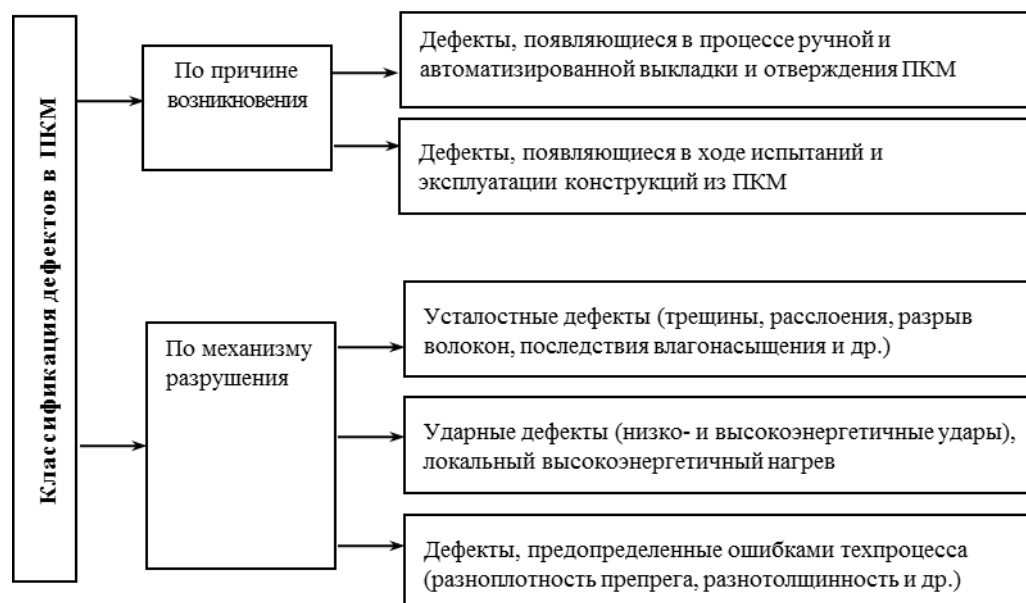 Классификация дефектов в ПКМ
По причине
возникновения
Дефекты, появляющиеся в процессе ручной и
автоматизированной выкладки и отверждения ПКМ
Дефекты, появляющиеся в ходе испытаний и
эксплуатации конструкций из ПКМ
По механизму
разрушения
Усталостные дефекты (трещины, расслоения, разрыв
волокон, последствия влагонасыщения и др.)
Ударные дефекты (низко- и высокоэнергетичные удары),
локальный высокоэнергетичный нагрев
Дефекты, предопределенные ошибками техпроцесса
(разноплотность препрега, разнотолщинность и др.)